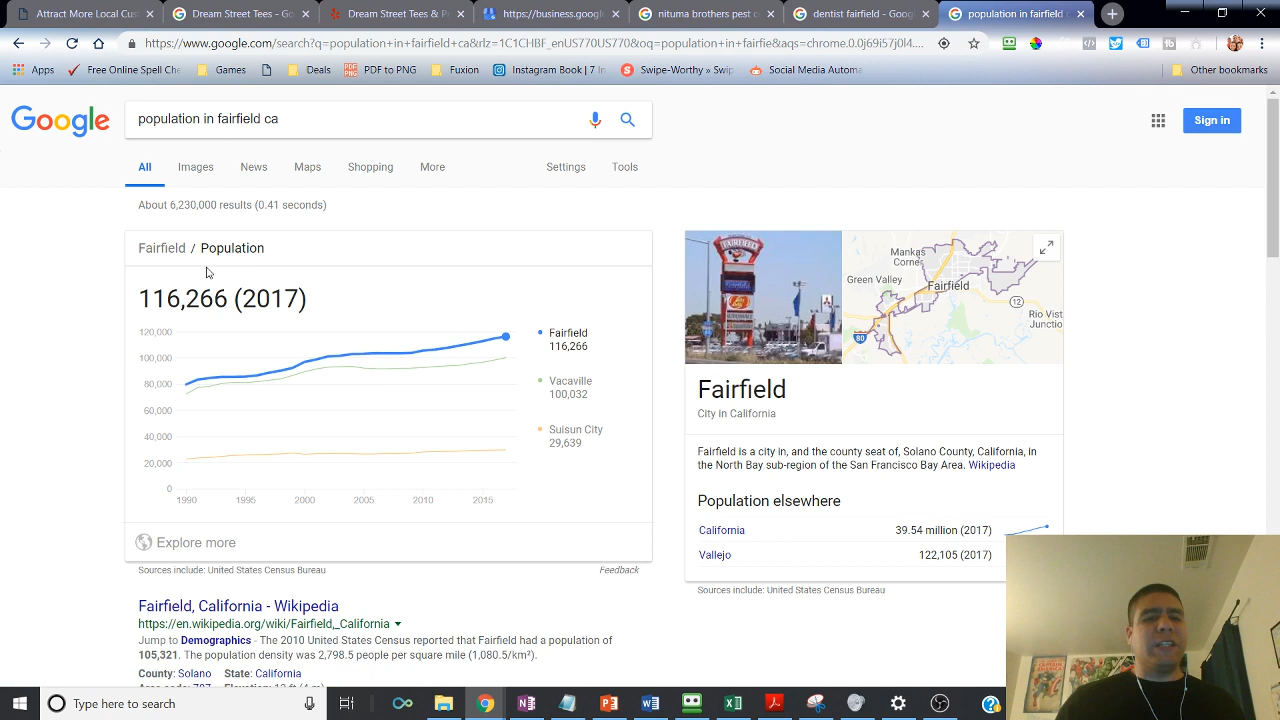 Attract More Local Cus
Dream Street Tees - Go
Dream Street Tees & P
https://business.google
nituma brothers pest c
dentist fairfield - Goog
population in fairfield c
https://www.google.com/search?q=population+in+fairfield+ca&rlz=1C1CHBF_enUS770US770&oq=population+in+fairfie&aqs=chrome.0.0j69i57j0l4....
Apps
Free Online Spell Che
Games
Deals
PDF to PNG
Fuxion
Instagram Book | 7 In
Swipe-Worthy » Swip
Social Media Automa
Other bookmarks
Google
population in fairfield ca
Sign in
All Images News Maps Shopping More Settings Tools
About 6,230,000 results (0.41 seconds)
Fairfield / Population
116,266 (2017)
120,000
100,000
80,000
60,000
40,000
20,000
0
1990 1995 2000 2005 2010 2015
Fairfield
116,266
Vacaville
100,032
Suisun City
29,639
Explore more
Sources include: United States Census Bureau
Feedback
Fairfield, California - Wikipedia
https://en.wikipedia.org/wiki/Fairfield,_California
Jump to Demographics - The 2010 United States Census reported that Fairfield had a population of
105,321. The population density was 2,798.5 people per square mile (1,080.5/km²).
County: Solano State: California
FAIRFIELD
Mankas
Corner
Green Valley
Fairfield
12
Rio Vist
Junctio
80
Fairfield
City in California
Fairfield is a city in, and the county seat of, Solano County, California, in
the North Bay sub-region of the San Francisco Bay Area. Wikipedia
Population elsewhere
California 39.54 million (2017)
Vallejo 122,105 (2017)
Sources include: United States Census Bureau
Type here to search